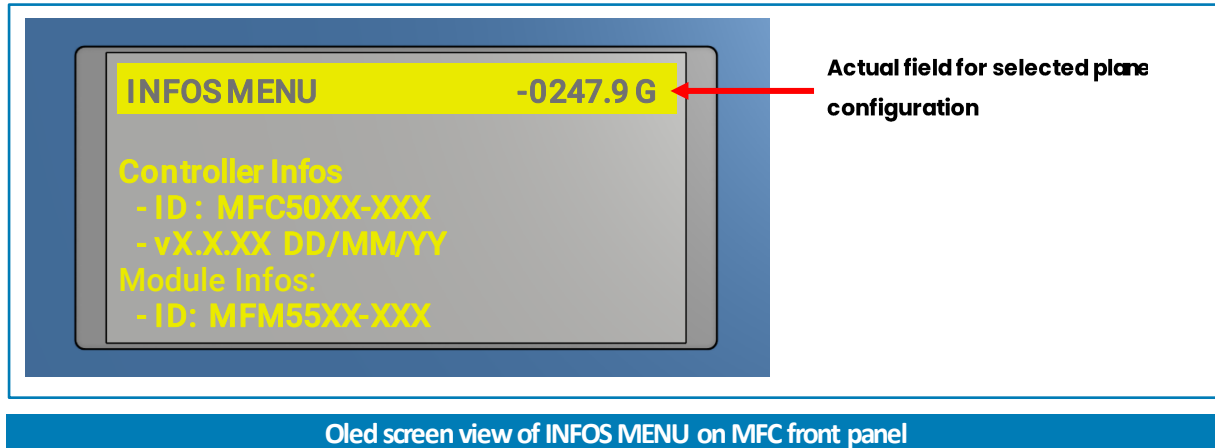 INFOS MENU -0247.9 G
Actual field for selected plane
configuration
Controller Infos
- ID : MFC50XX-XXX
- vX.X.XX DD/MM/YY
Module Infos:
- ID: MFM55XX-XXX
Oled screen view of INFOS MENU on MFC front panel